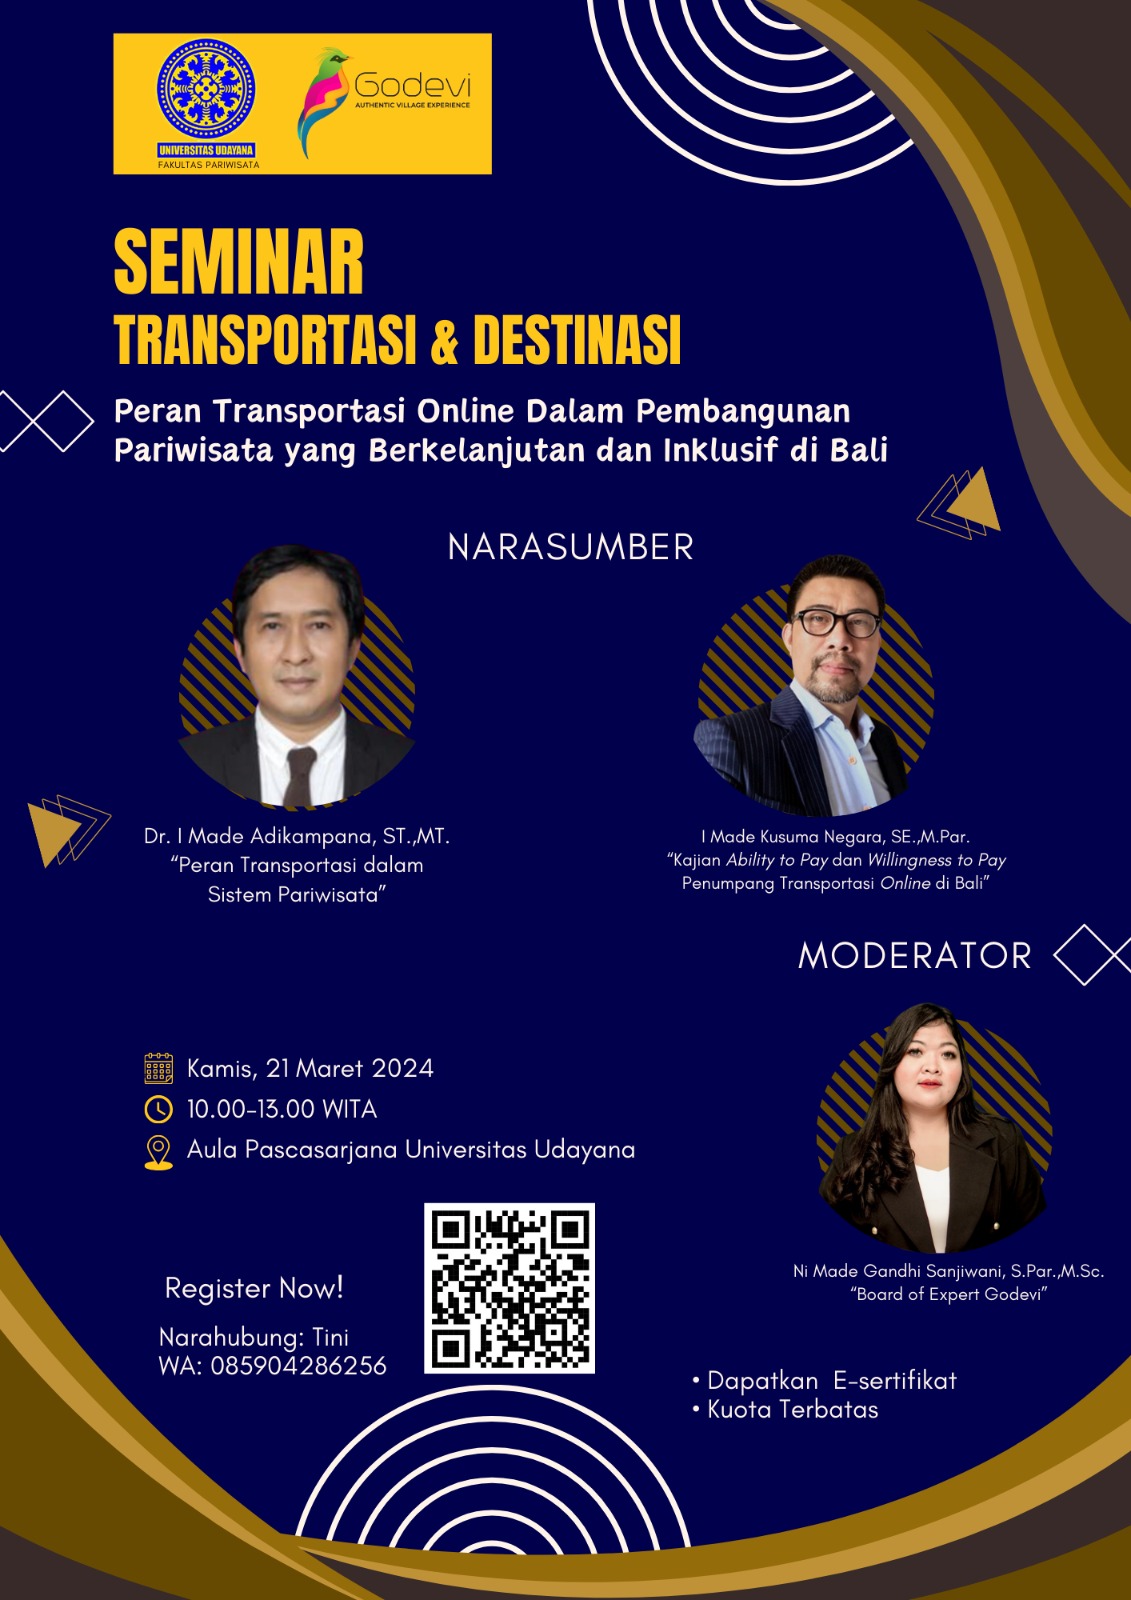 UNIVERSITAS UDAYANA
FAKULTAS PARIWISATA
Godevi
AUTHENTIC VILLAGE EXPERIENCE
SEMINAR
TRANSPORTASI & DESTINASI
Peran Transportasi Online Dalam Pembangunan
Pariwisata yang Berkelanjutan dan Inklusif di Bali
NARASUMBER
Dr. I Made Adikampana, ST.,MT.
“Peran Transportasi dalam
Sistem Pariwisata”
I Made Kusuma Negara, SE.,M.Par.
“Kajian Ability to Pay dan Willingness to Pay
Penumpang Transportasi Online di Bali”
MODERATOR
Ni Made Gandhi Sanjiwani, S.Par.,M.Sc.
“Board of Expert Godevi”
Kamis, 21 Maret 2024
10.00-13.00 WITA
Aula Pascasarjana Universitas Udayana
Register Now!
Narahubung: Tini
WA: 085904286256
• Dapatkan E-sertifikat
• Kuota Terbatas